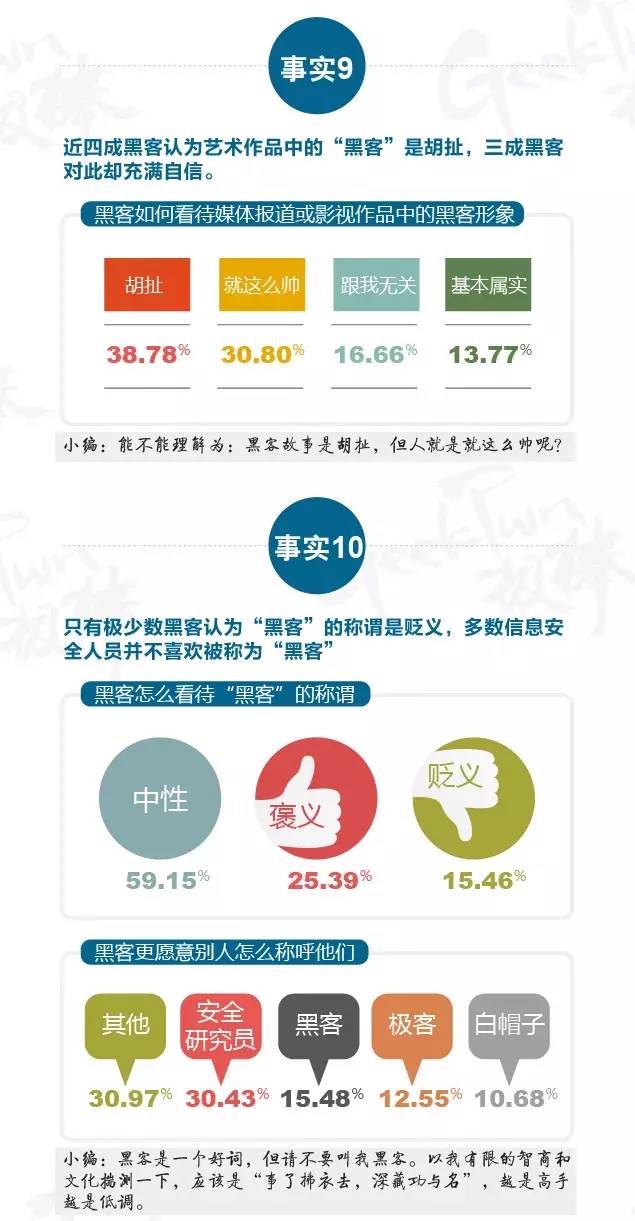 事实9
近四成黑客认为艺术作品中的“黑客”是胡扯，三成黑客
对此却充满自信。
黑客如何看待媒体报道或影视作品中的黑客形象
胡扯 就这么帅 跟我无关 基本属实
38.78% 30.80% 16.66% 13.77%
小编：能不能理解为：黑客故事是胡扯，但人就是就这么帅呢？
事实10
只有极少数黑客认为“黑客”的称谓是贬义，多数信息安
全人员并不喜欢被称为“黑客”
黑客怎么看待“黑客”的称谓
中性 褒义 贬义
59.15% 25.39% 15.46%
黑客更愿意别人怎么称呼他们
其他 安全 黑客 极客 白帽子
研究员
30.97% 30.43% 15.48% 12.55% 10.68%
小编：黑客是一个好词，但请不要叫我黑客。以我有限的智商和
文化揣测一下，应该是“事了拂衣去，深藏功与名”，越是高手
越是低调。
GeekPwn
极棒